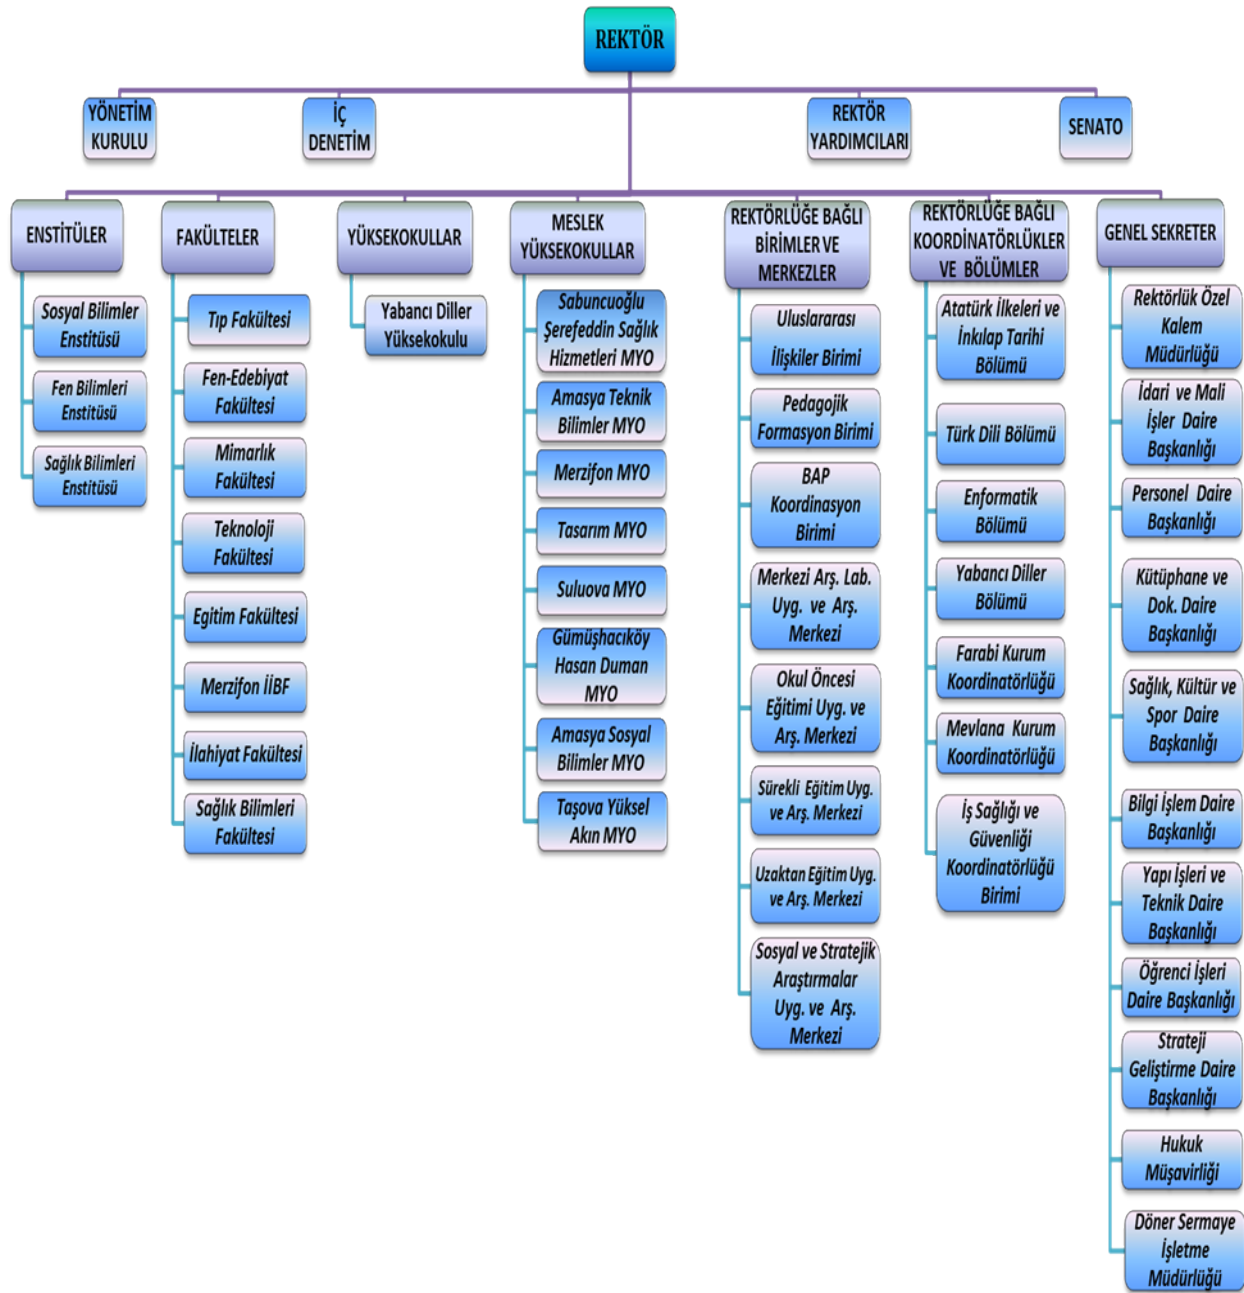 REKTÖR
YÖNETİM
KURULU
İÇ
DENETİM
REKTÖR
YARDIMCILARI
SENATO
ENSTİTÜLER
Sosyal Bilimler
Enstitüsü
Fen Bilimleri
Enstitüsü
Sağlık Bilimleri
Enstitüsü
FAKÜLTELER
Tıp Fakültesi
Fen-Edebiyat
Fakültesi
Mimarlık
Fakültesi
Teknoloji
Fakültesi
Egitim Fakültesi
Merzifon İİBF
İlahiyat Fakültesi
Sağlık Bilimleri
Fakültesi
YÜKSEKOKULLAR
Yabancı Diller
Yüksekokulu
MESLEK
YÜKSEKOKULLAR
Sabuncuoğlu
Şerefeddin Sağlık
Hizmetleri MYO
Amasya Teknik
Bilimler MYO
Merzifon MYO
Tasarım MYO
Suluova MYO
Gümüşhacıköy
Hasan Duman
MYO
Amasya Sosyal
Bilimler MYO
Taşova Yüksel
Akın MYO
REKTÖRLÜĞE BAĞLI
BİRİMLER VE
MERKEZLER
Uluslararası
İlişkiler Birimi
Pedagojik
Formasyon Birimi
BAP
Koordinasyon
Birimi
Merkezi Arş. Lab.
Uyg. ve Arş.
Merkezi
Okul Öncesi
Eğitimi Uyg. ve
Arş. Merkezi
Sürekli Eğitim Uyg.
ve Arş. Merkezi
Uzaktan Eğitim Uyg.
ve Arş. Merkezi
Sosyal ve Stratejik
Araştırmalar
Uyg. ve Arş.
Merkezi
REKTÖRLÜĞE BAĞLI
KOORDİNATÖRLÜKLER
VE BÖLÜMLER
Atatürk İlkeleri ve
İnkılap Tarihi
Bölümü
Türk Dili Bölümü
Enformatik
Bölümü
Yabancı Diller
Bölümü
Farabi Kurum
Koordinatörlüğü
Mevlana Kurum
Koordinatörlüğü
İş Sağlığı ve
Güvenliği
Koordinatörlüğü
Birimi
GENEL SEKRETER
Rektörlük Özel
Kalem
Müdürlüğü
İdari ve Mali
İşler Daire
Başkanlığı
Personel Daire
Başkanlığı
Kütüphane ve
Dok. Daire
Başkanlığı
Sağlık, Kültür ve
Spor Daire
Başkanlığı
Bilgi İşlem Daire
Başkanlığı
Yapı İşleri ve
Teknik Daire
Başkanlığı
Öğrenci İşleri
Daire Başkanlığı
Strateji
Geliştirme Daire
Başkanlığı
Hukuk
Müşavirliği
Döner Sermaye
İşletme
Müdürlüğü